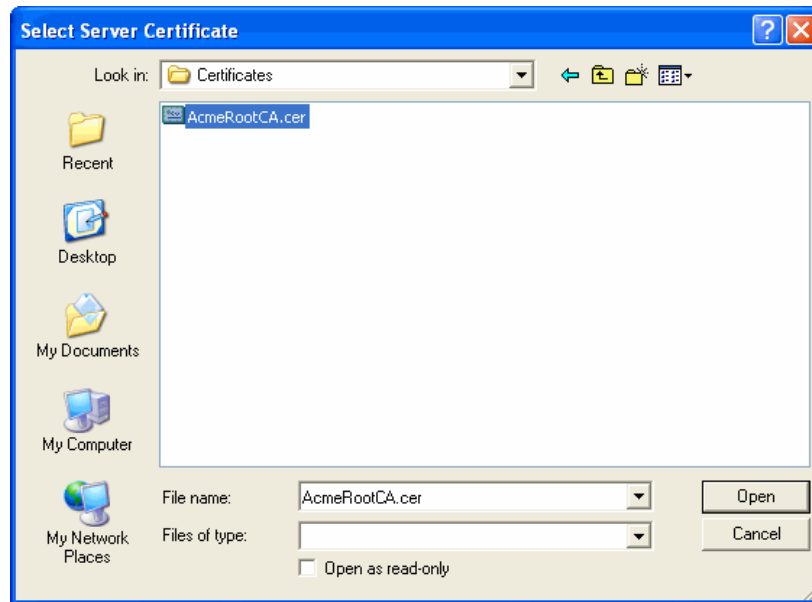 Select Server Certificate
Look in: Certificates
AcmeRootCA.cer
Recent
Desktop
My Documents
My Computer
My Network
Places
File name: AcmeRootCA.cer Open
Files of type: Cancel
Open as read-only